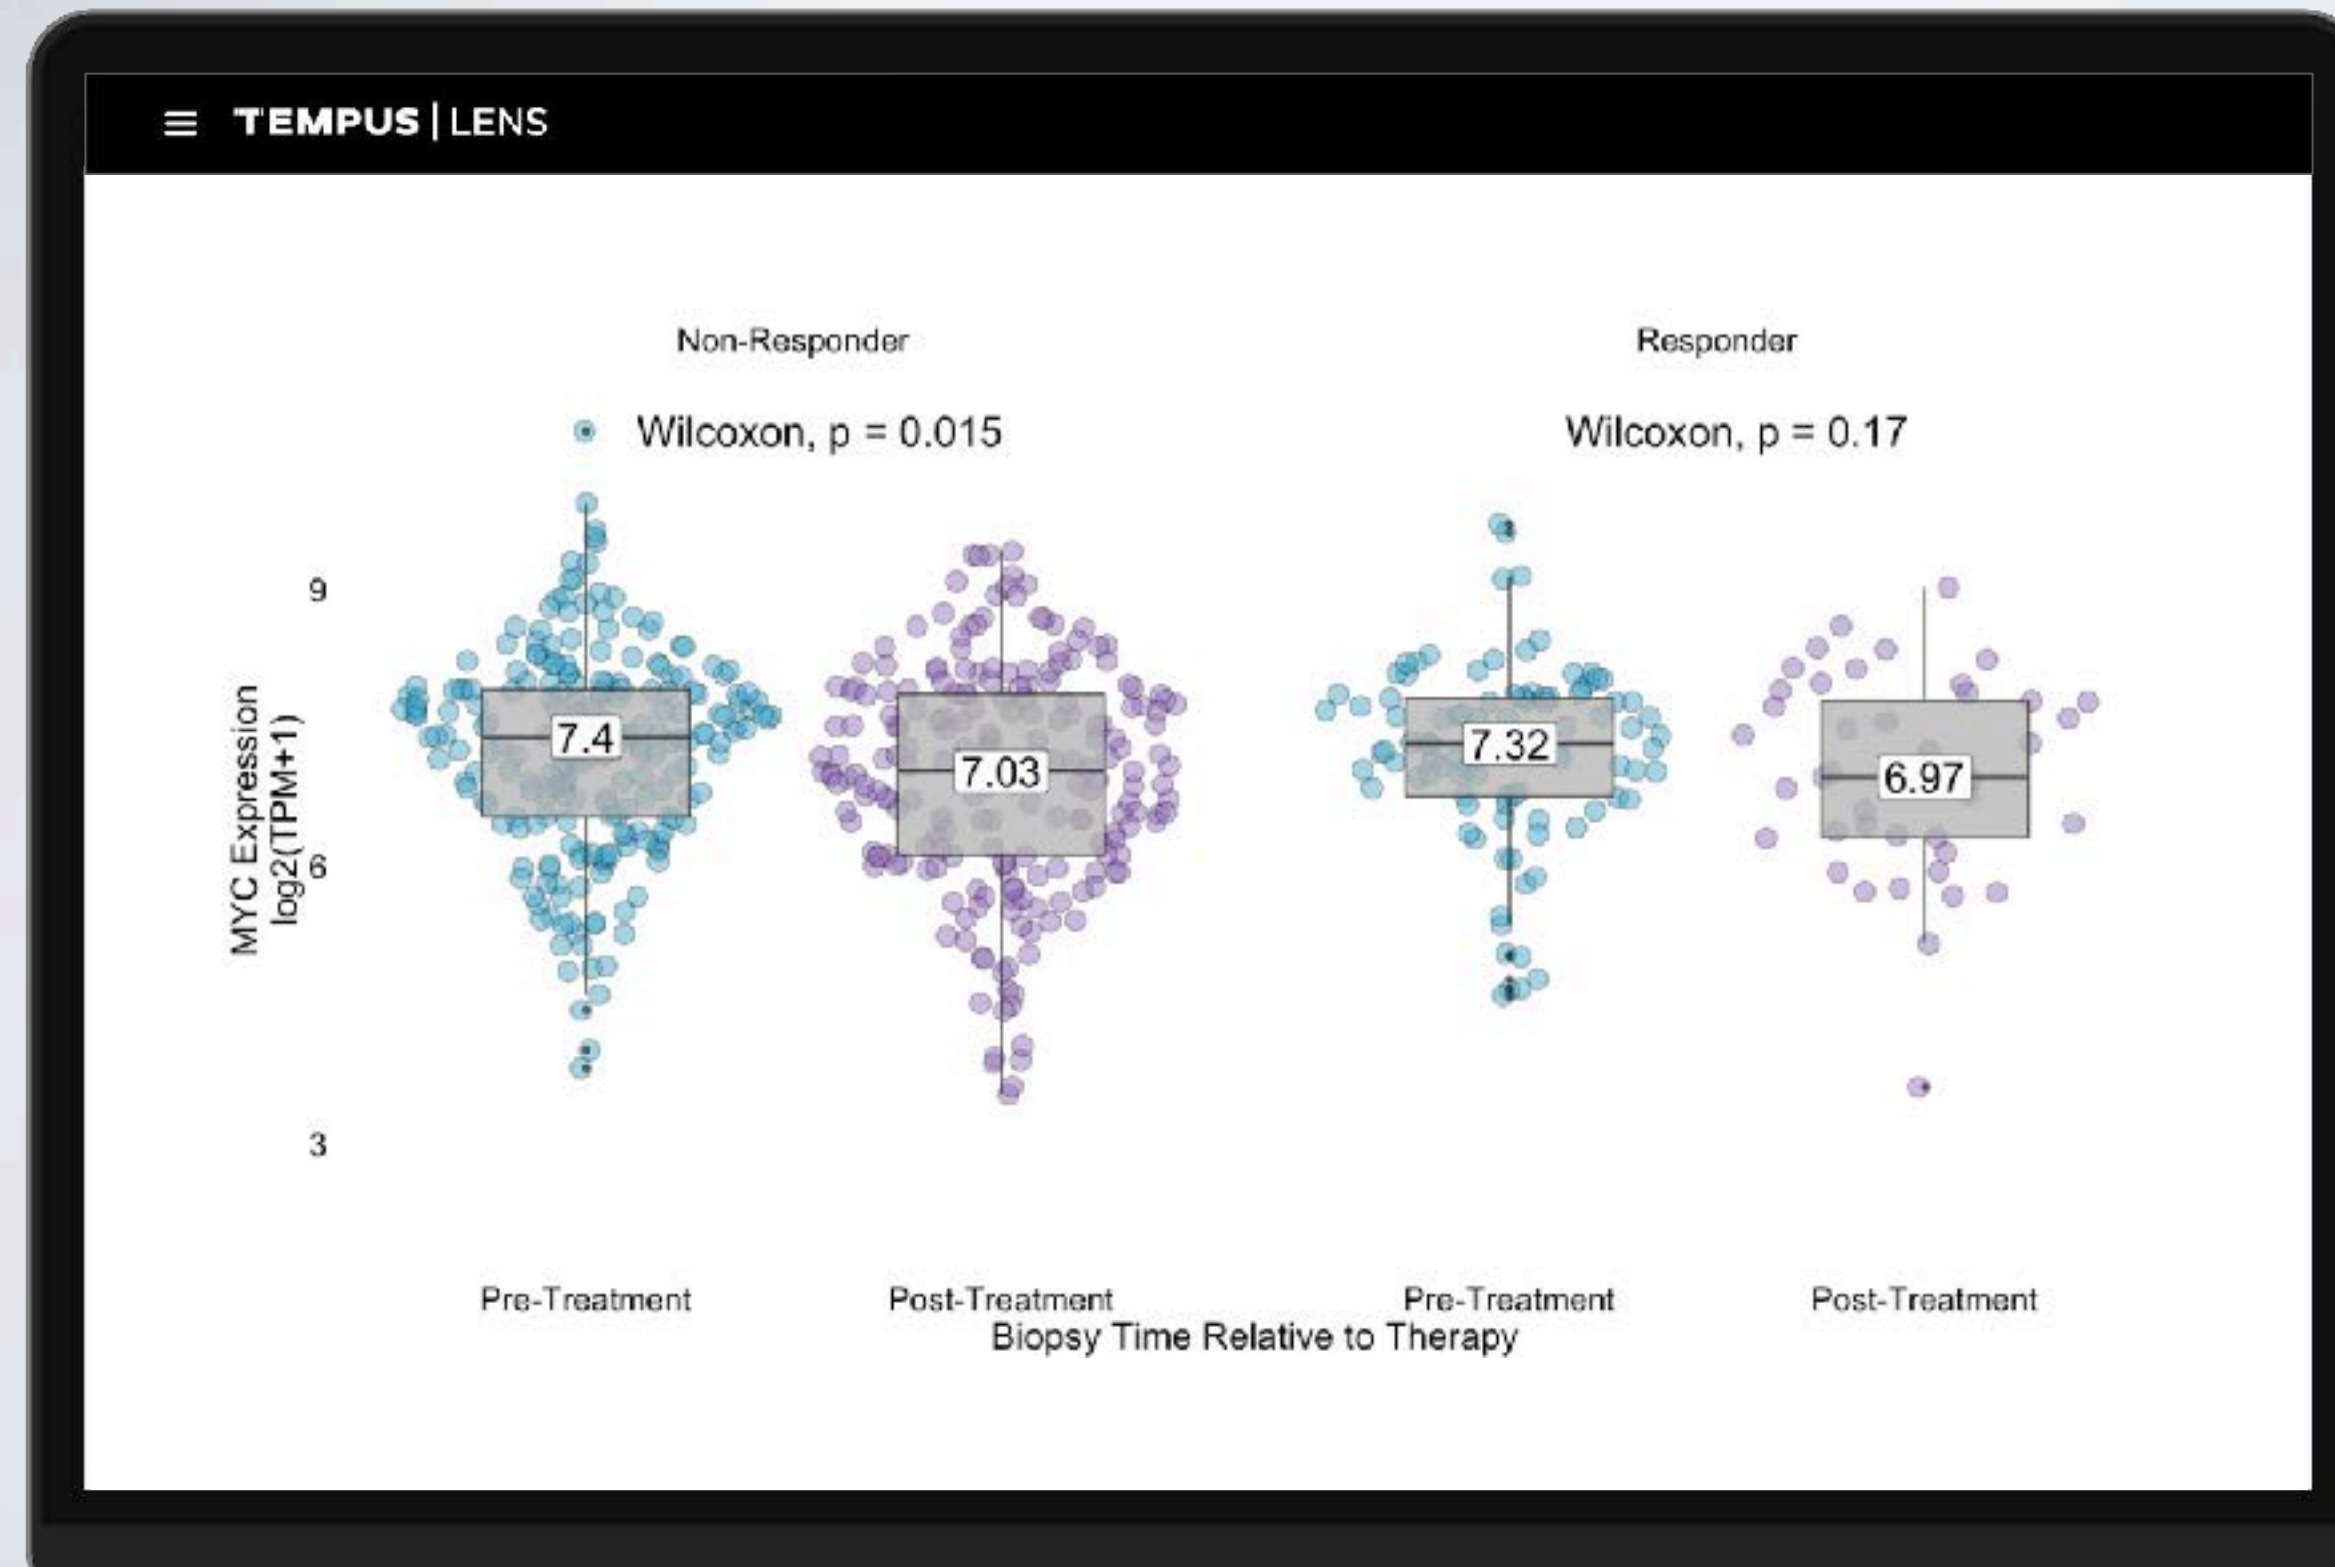 TEMPUS | LENS
Non-Responder
Responder
Wilcoxon, p = 0.015
Wilcoxon, p = 0.17
9
6
3
MYC Expression
log2(TPM+1)
7.4
7.03
7.32
6.97
Pre-Treatment
Post-Treatment
Pre-Treatment
Post-Treatment
Biopsy Time Relative to Therapy